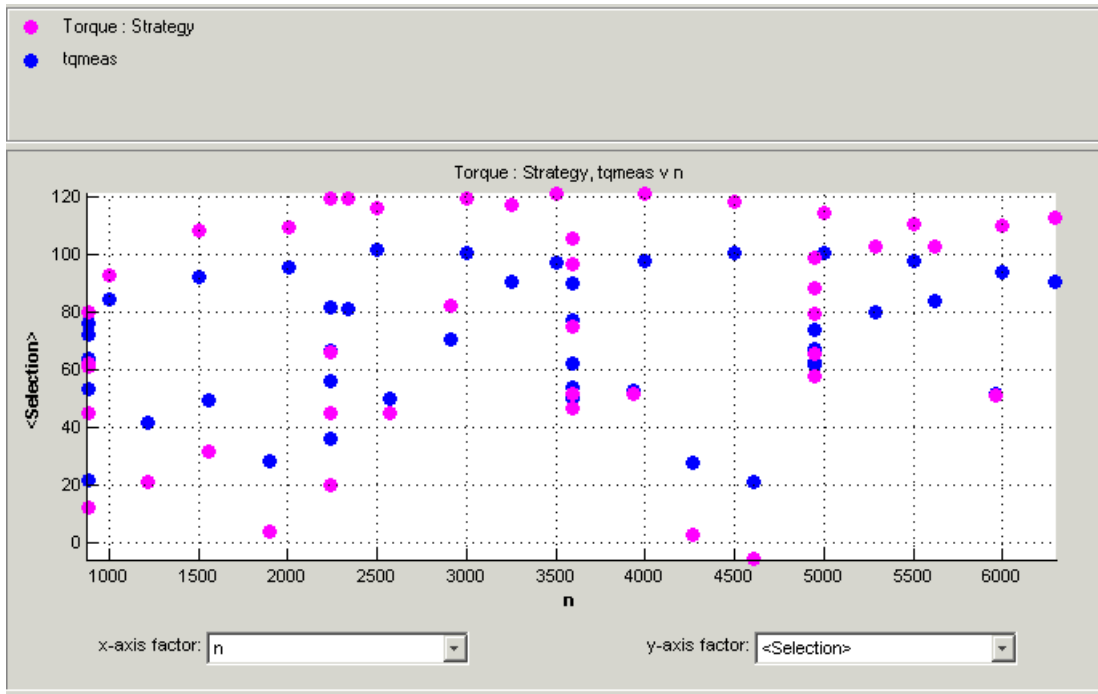 Torque : Strategy
tqmeas
Torque : Strategy, tqmeas v n
120
100
80
60
40
20
0
<Selection>
1000 1500 2000 2500 3000 3500 4000 4500 5000 5500 6000
n
x-axis factor: n y-axis factor: <Selection>